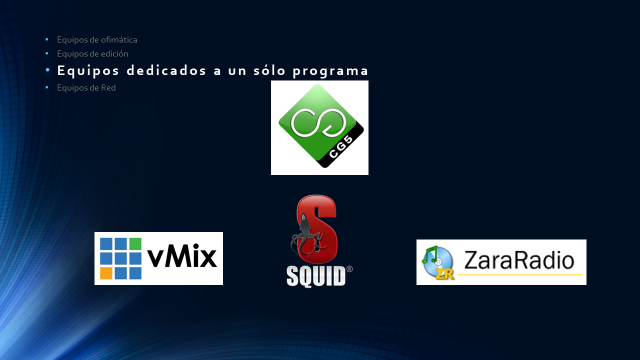 Equipos de ofimática
Equipos de edición
Equipos dedicados a un sólo programa
Equipos de Red
CG5
vMix
SQUID®
ZaraRadio
ZR